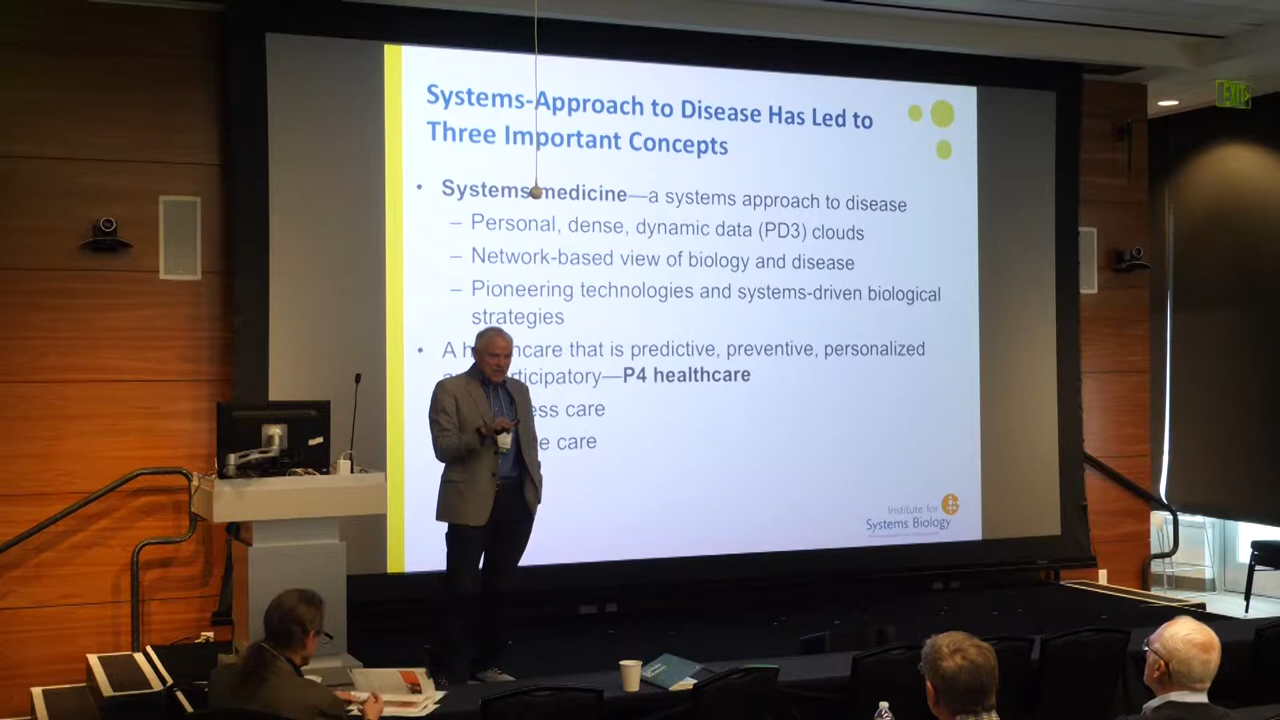 Systems-Approach to Disease Has Led to
Three Important Concepts
• Systems medicine—a systems approach to disease
– Personal, dense, dynamic data (PD3) clouds
– Network-based view of biology and disease
– Pioneering technologies and systems-driven biological
strategies
• A care that is predictive, preventive, personalized
participatory—P4 healthcare
care
care
Institute for
Systems Biology
EXIT